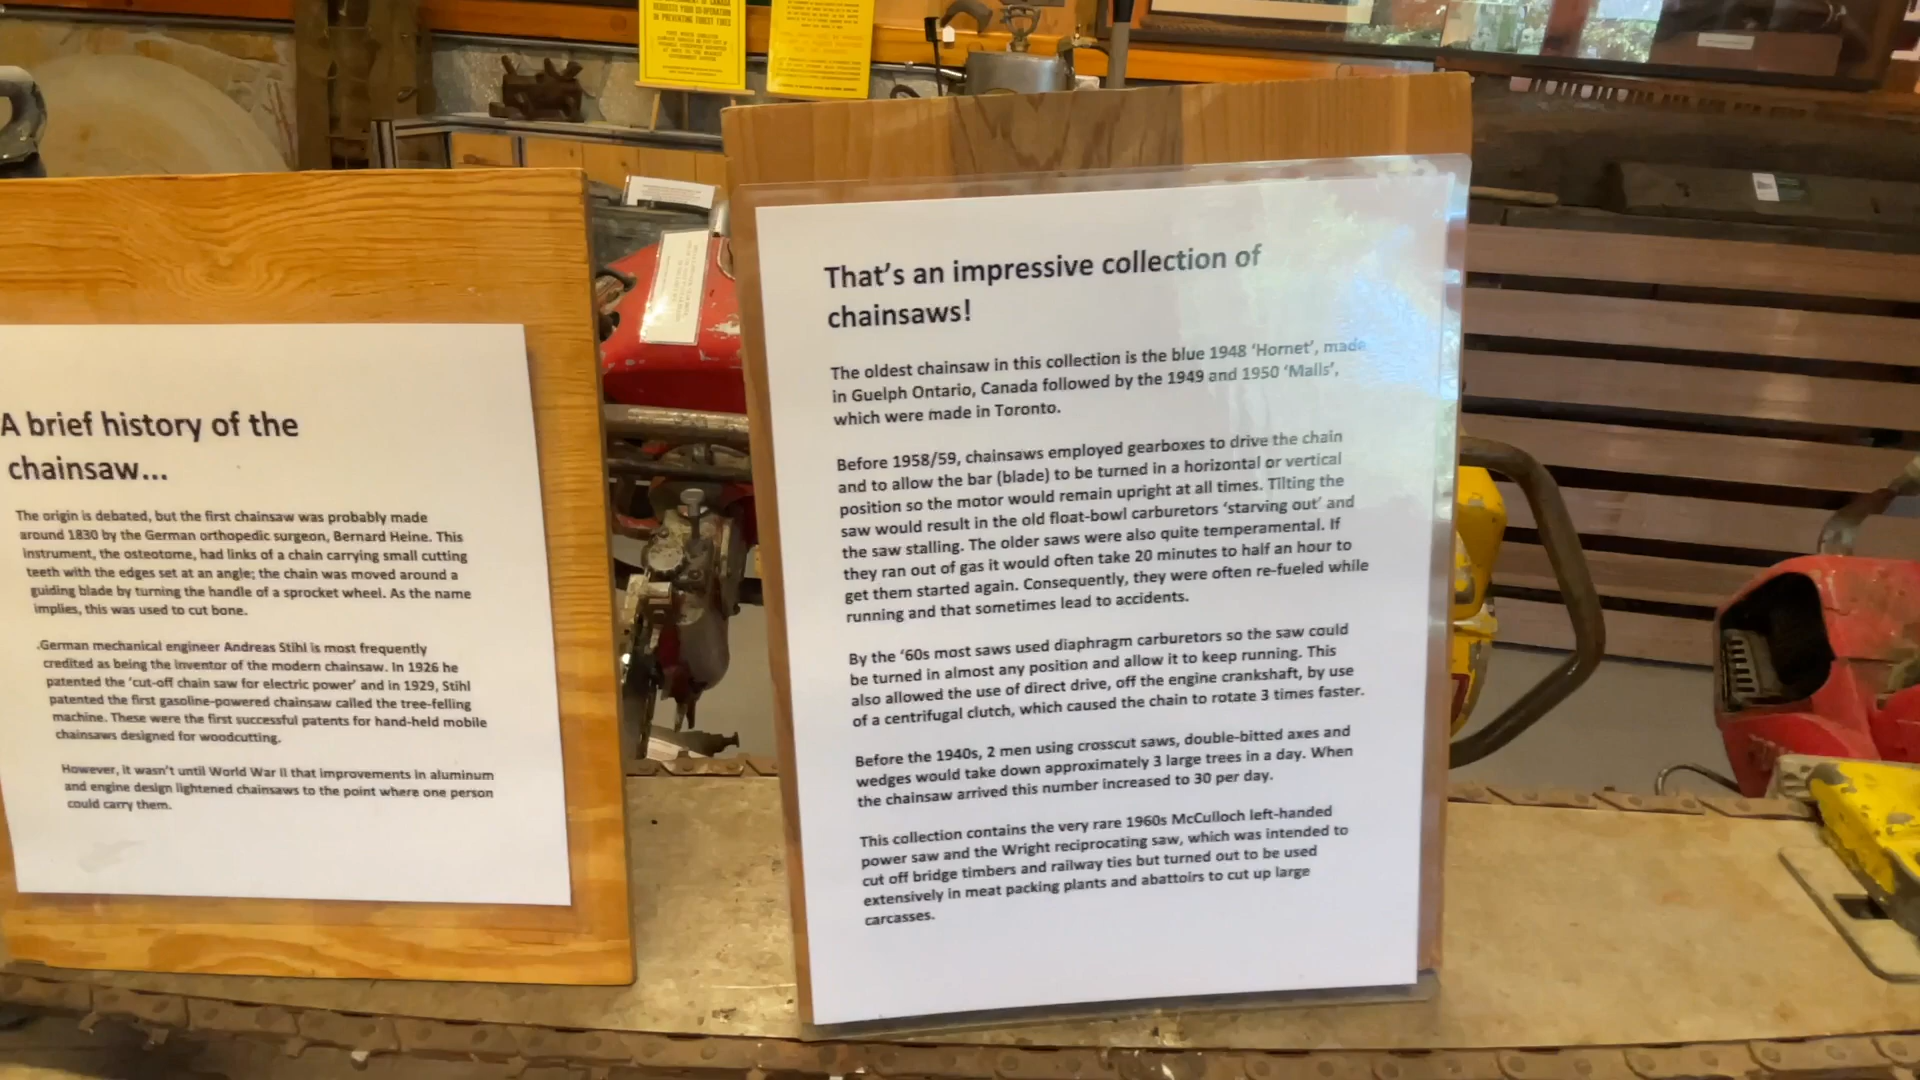 A brief history of the
chainsaw...
The origin is debated, but the first chainsaw was probably made
around 1830 by the German orthopedic surgeon, Bernard Heine. This
instrument, the osteotome, had links of a chain carrying small cutting
teeth with the edges set at an angle; the chain was moved around a
guiding blade by turning the handle of a sprocket wheel. As the name
implies, this was used to cut bone.
.German mechanical engineer Andreas Stihl is most frequently
credited as being the inventor of the modern chainsaw. In 1926 he
patented the 'cut-off chain saw for electric power' and in 1929, Stihl
patented the first gasoline-powered chainsaw called the tree-felling
machine. These were the first successful patents for hand-held mobile
chainsaws designed for woodcutting.
However, it wasn't until World War II that improvements in aluminum
and engine design lightened chainsaws to the point where one person
could carry them.
That's an impressive collection of
chainsaws!
The oldest chainsaw in this collection is the blue 1948 'Hornet', made
in Guelph Ontario, Canada followed by the 1949 and 1950 'Malls',
which were made in Toronto.
Before 1958/59, chainsaws employed gearboxes to drive the chain
and to allow the bar (blade) to be turned in a horizontal or vertical
position so the motor would remain upright at all times. Tilting the
saw would result in the old float-bowl carburetors 'starving out' and
the saw stalling. The older saws were also quite temperamental. If
they ran out of gas it would often take 20 minutes to half an hour to
get them started again. Consequently, they were often re-fueled while
running and that sometimes lead to accidents.
By the '60s most saws used diaphragm carburetors so the saw could
be turned in almost any position and allow it to keep running. This
also allowed the use of direct drive, off the engine crankshaft, by use
of a centrifugal clutch, which caused the chain to rotate 3 times faster.
Before the 1940s, 2 men using crosscut saws, double-bitted axes and
wedges would take down approximately 3 large trees in a day. When
the chainsaw arrived this number increased to 30 per day.
This collection contains the very rare 1960s McCulloch left-handed
power saw and the Wright reciprocating saw, which was intended to
cut off bridge timbers and railway ties but turned out to be used
extensively in meat packing plants and abattoirs to cut up large
carcasses.
REQUESTS YOUR CO-OPERATION
IN PREVENTING FOREST FIRES